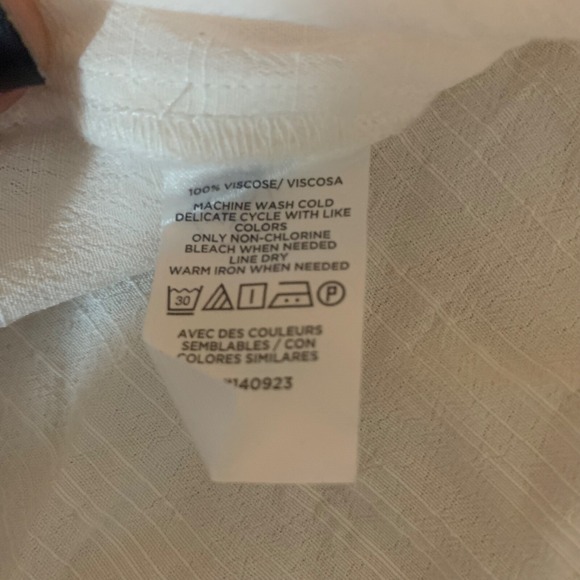 100% VISCOSE/ VISCOSA
MACHINE WASH COLD
DELICATE CYCLE WITH LIKE
COLORS
ONLY NON-CHLORINE
BLEACH WHEN NEEDED
LINE DRY
WARM IRON WHEN NEEDED
30 P
AVEC DES COULEURS
SEMBLABLES / CON
COLORES SIMILARES
140923